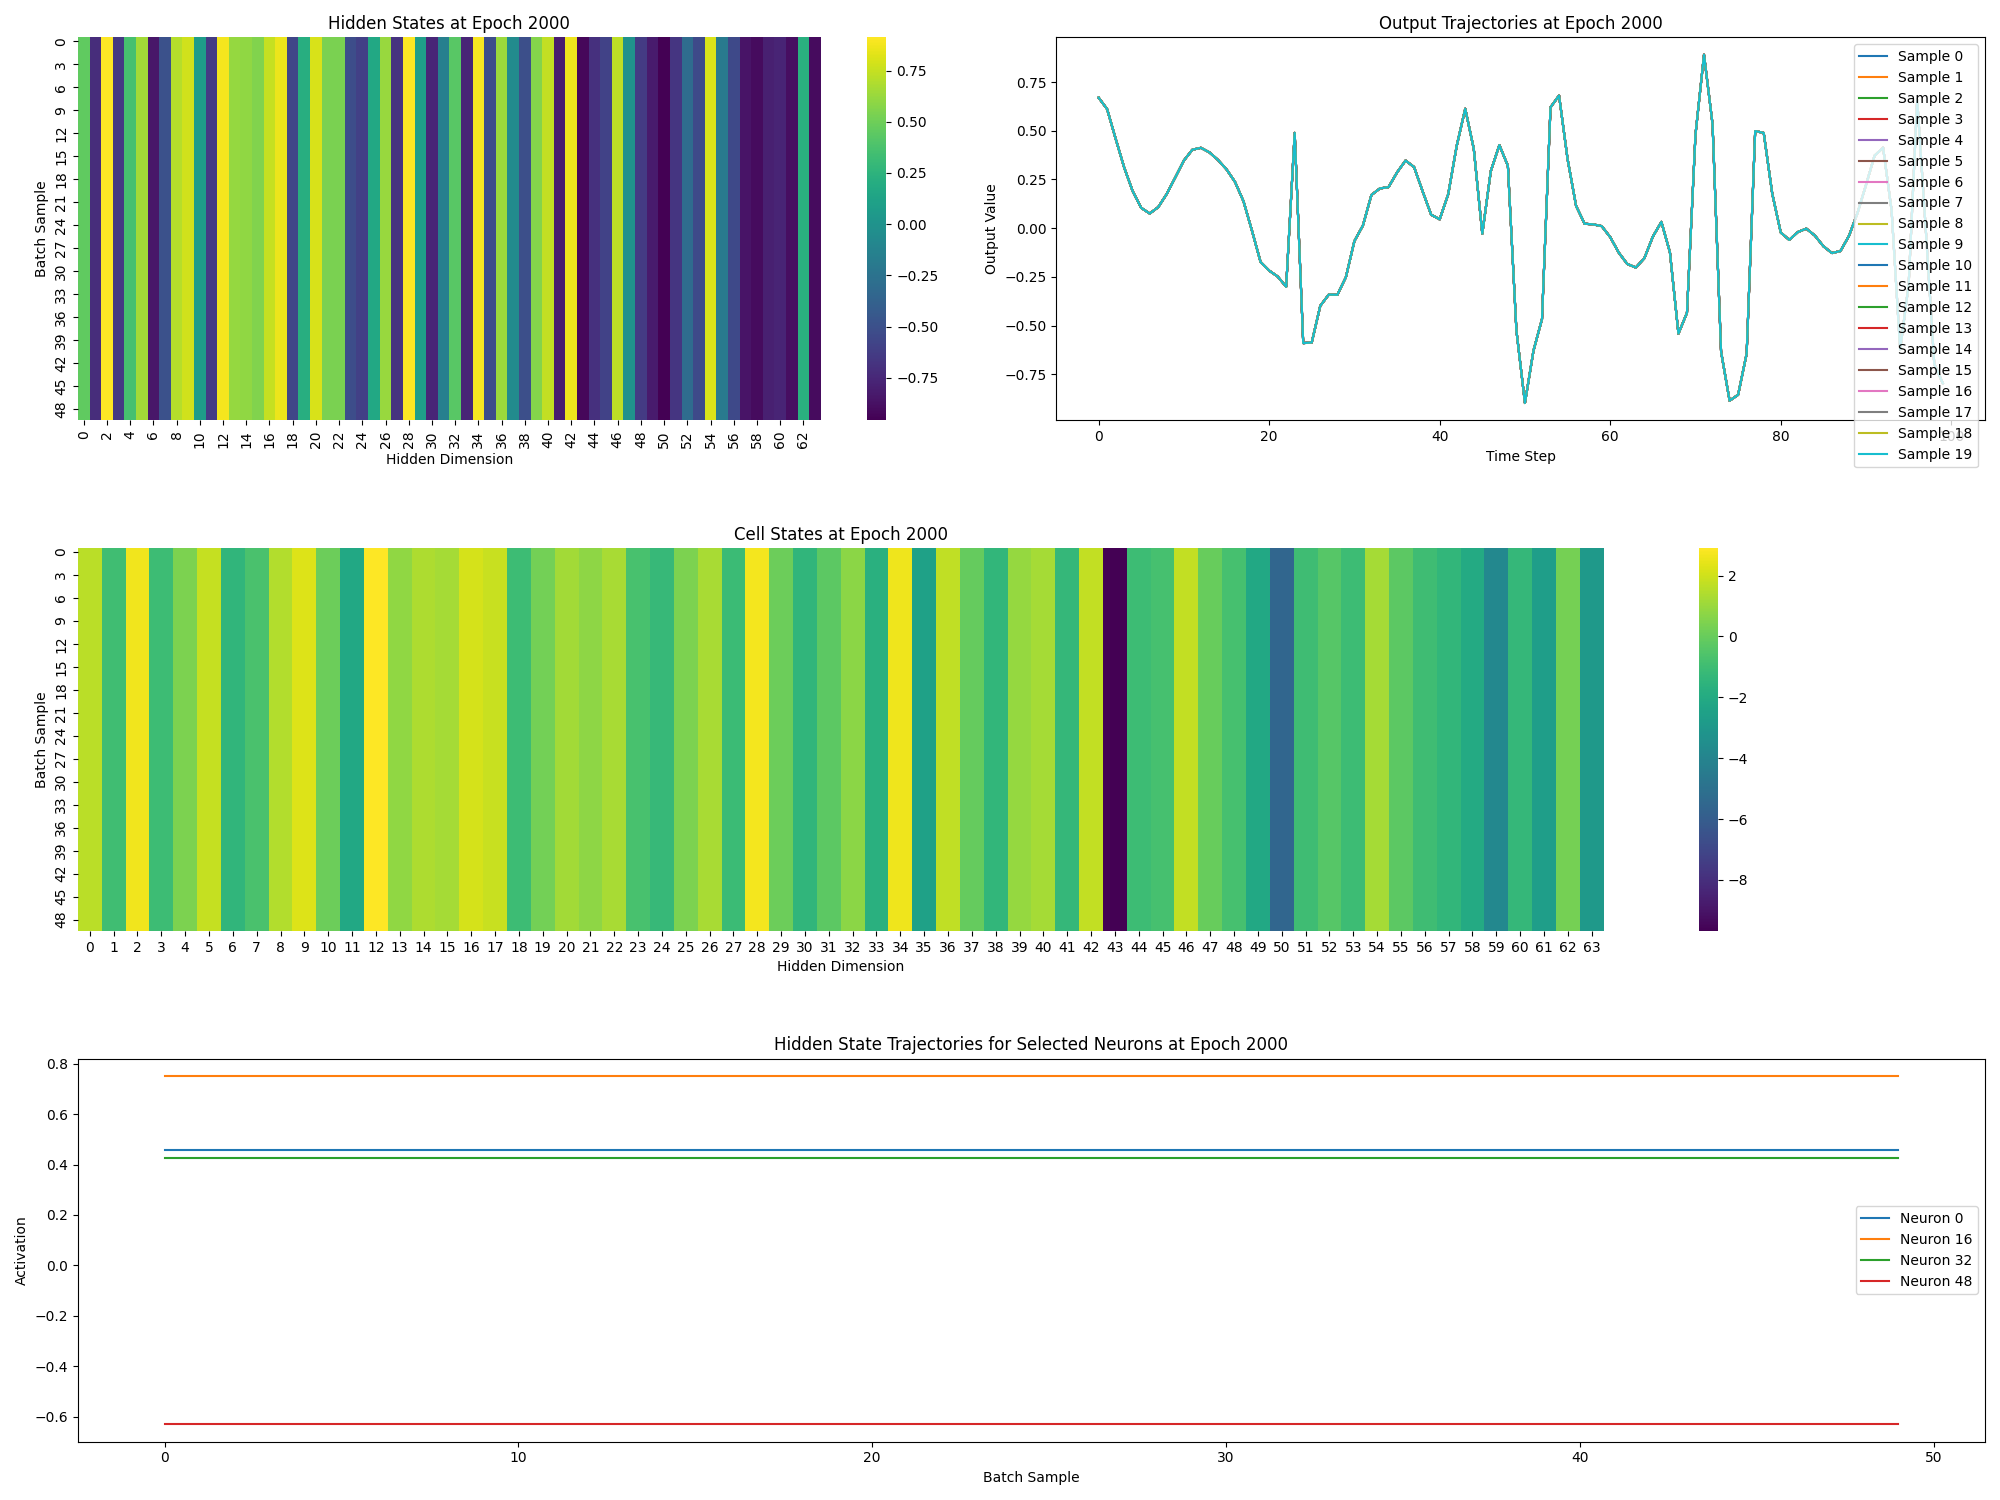 Hidden States at Epoch 2000
0
3
6
9
12
15
18
21
24
27
30
33
36
39
42
45
48
Batch Sample
0 2 4 6 8 10 12 14 16 18 20 22 24 26 28 30 32 34 36 38 40 42 44 46 48 50 52 54 56 58 60 62
Hidden Dimension
0.75
0.50
0.25
0.00
−0.25
−0.50
−0.75
Output Trajectories at Epoch 2000
0.75
0.50
0.25
0.00
−0.25
−0.50
−0.75
Output Value
0 20 40 60 80 100
Time Step
Sample 0
Sample 1
Sample 2
Sample 3
Sample 4
Sample 5
Sample 6
Sample 7
Sample 8
Sample 9
Sample 10
Sample 11
Sample 12
Sample 13
Sample 14
Sample 15
Sample 16
Sample 17
Sample 18
Sample 19
Cell States at Epoch 2000
0
3
6
9
12
15
18
21
24
27
30
33
36
39
42
45
48
Batch Sample
0 1 2 3 4 5 6 7 8 9 10 11 12 13 14 15 16 17 18 19 20 21 22 23 24 25 26 27 28 29 30 31 32 33 34 35 36 37 38 39 40 41 42 43 44 45 46 47 48 49 50 51 52 53 54 55 56 57 58 59 60 61 62 63
Hidden Dimension
2
0
−2
−4
−6
−8
Hidden State Trajectories for Selected Neurons at Epoch 2000
0.8
0.6
0.4
0.2
0.0
−0.2
−0.4
−0.6
Activation
0 10 20 30 40 50
Batch Sample
Neuron 0
Neuron 16
Neuron 32
Neuron 48